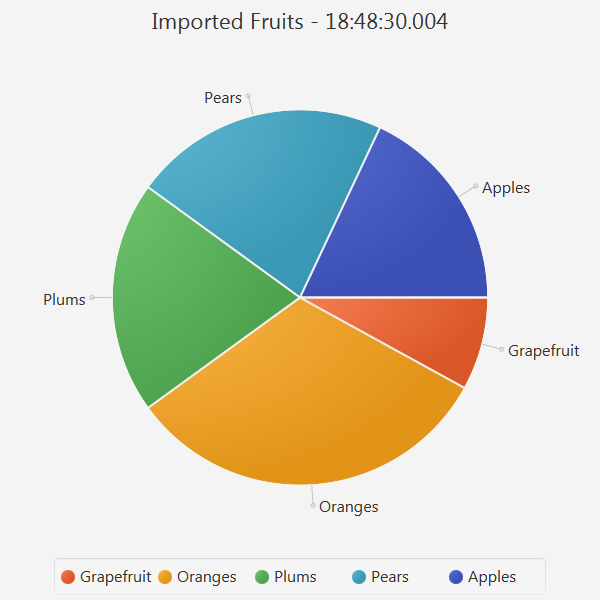 Imported Fruits - 18:48:30.004
Pears
Apples
Plums
Grapefruit
Oranges
Grapefruit Oranges Plums Pears Apples